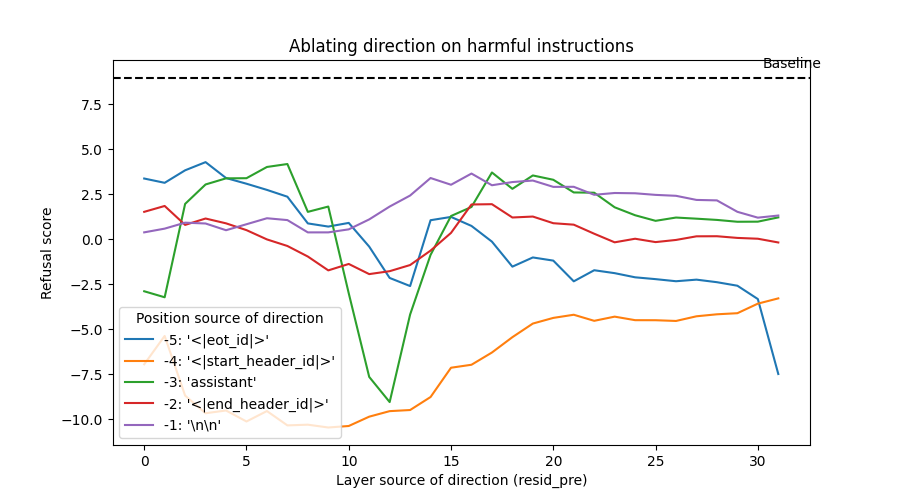 Ablating direction on harmful instructions
Baseline
7.5
5.0
2.5
0.0
−2.5
−5.0
−7.5
−10.0
Refusal score
Position source of direction
-5: '<|eot_id|>'
-4: '<|start_header_id|>'
-3: 'assistant'
-2: '<|end_header_id|>'
-1: '\n\n'
0 5 10 15 20 25 30
Layer source of direction (resid_pre)